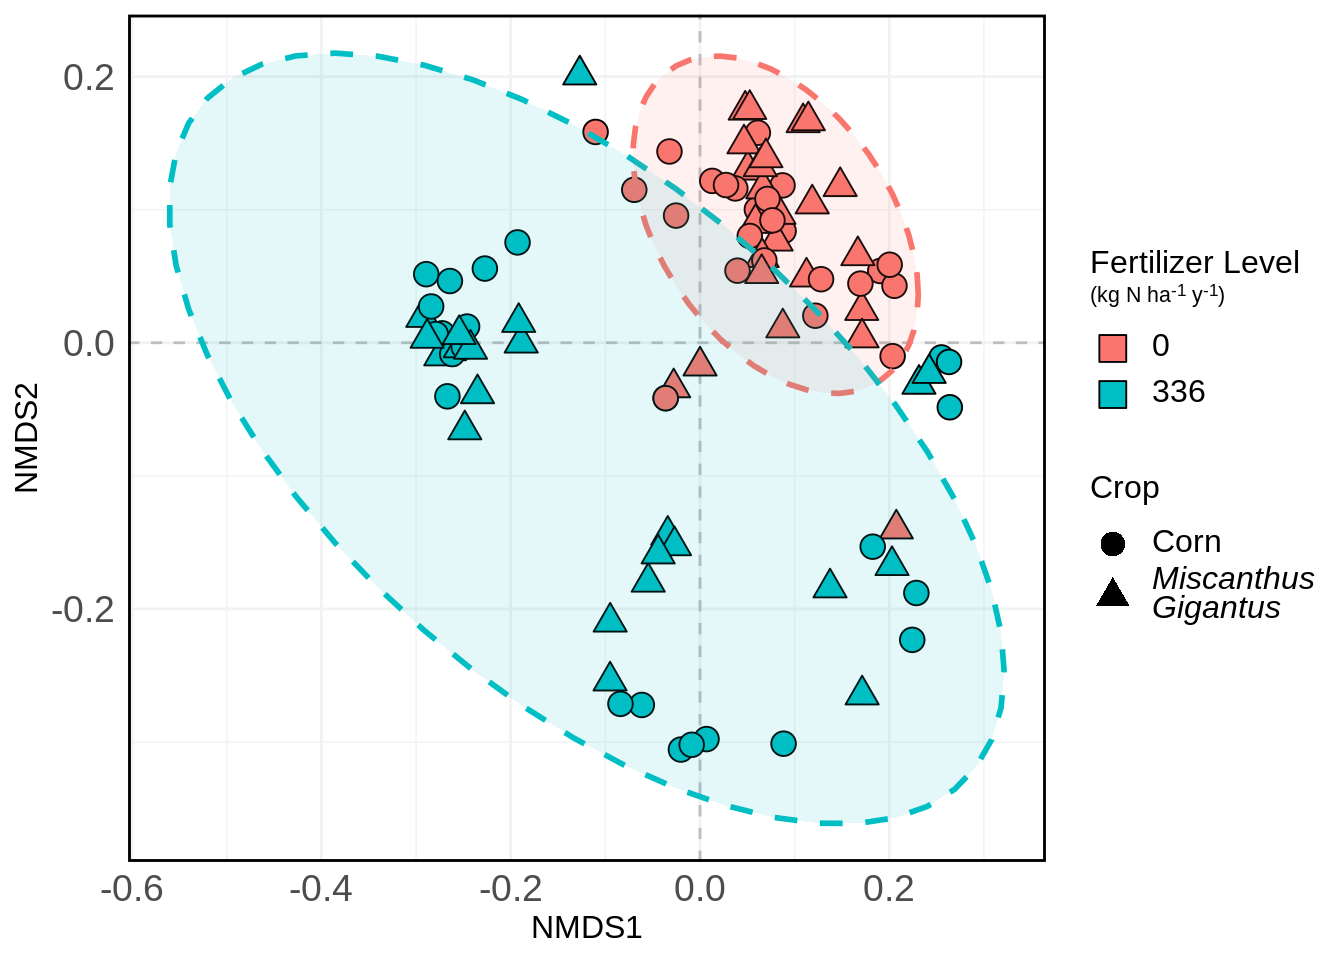 0.2
0.0
-0.2
NMDS2
-0.6
-0.4
-0.2
0.0
0.2
NMDS1
Fertilizer Level
(kg N ha⁻¹ y⁻¹)
0
336
Crop
Corn
Miscanthus
Gigantus